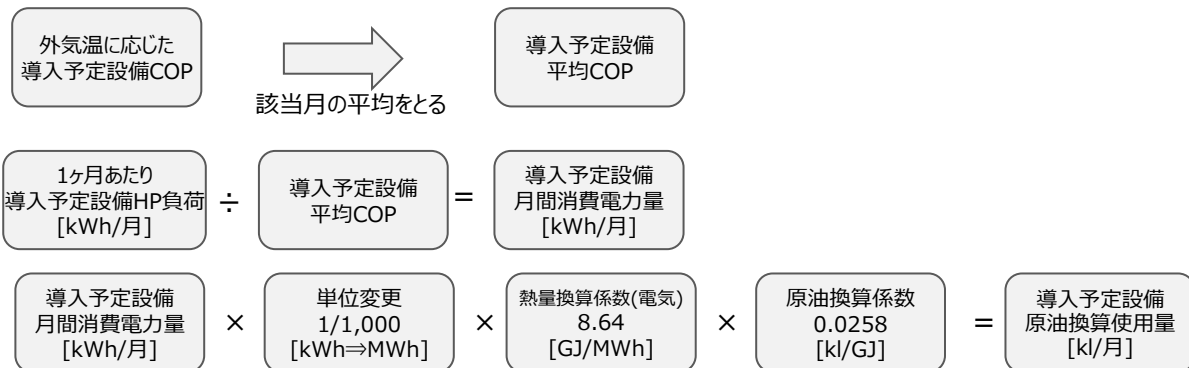 外気温に応じた
導入予定設備COP
該当月の平均をとる
導入予定設備
平均COP
1ヶ月あたり
導入予定設備HP負荷
[kWh/月]
÷
導入予定設備
平均COP
=
導入予定設備
月間消費電力量
[kWh/月]
導入予定設備
月間消費電力量
[kWh/月]
×
単位変更
1/1,000
[kWh⇒MWh]
×
熱量換算係数(電気)
8.64
[GJ/MWh]
×
原油換算係数
0.0258
[kl/GJ]
=
導入予定設備
原油換算使用量
[kl/月]